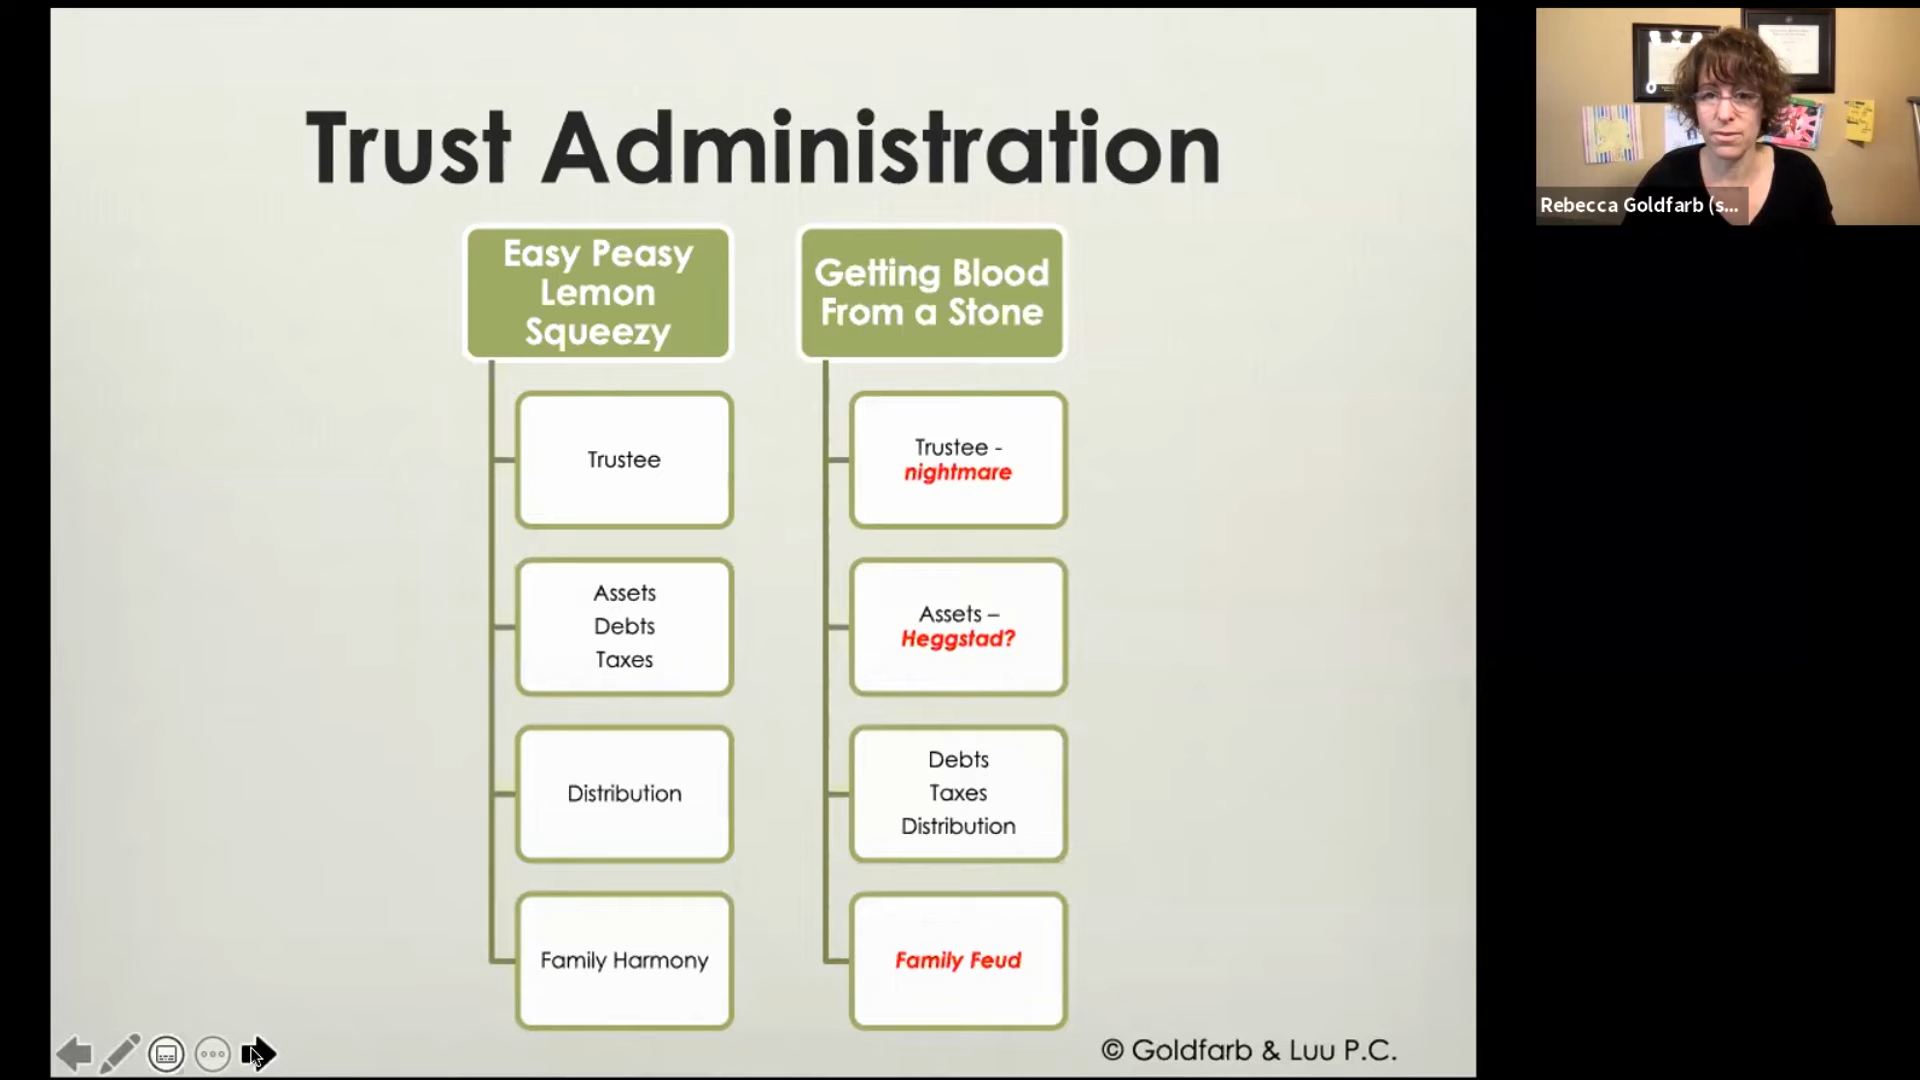 Trust Administration
Easy Peasy
Lemon
Squeezy
Trustee
Assets
Debts
Taxes
Distribution
Family Harmony
Getting Blood
From a Stone
Trustee -
nightmare
Assets –
Heggstad?
Debts
Taxes
Distribution
Family Feud
© Goldfarb & Luu P.C.
Rebecca Goldfarb (s...